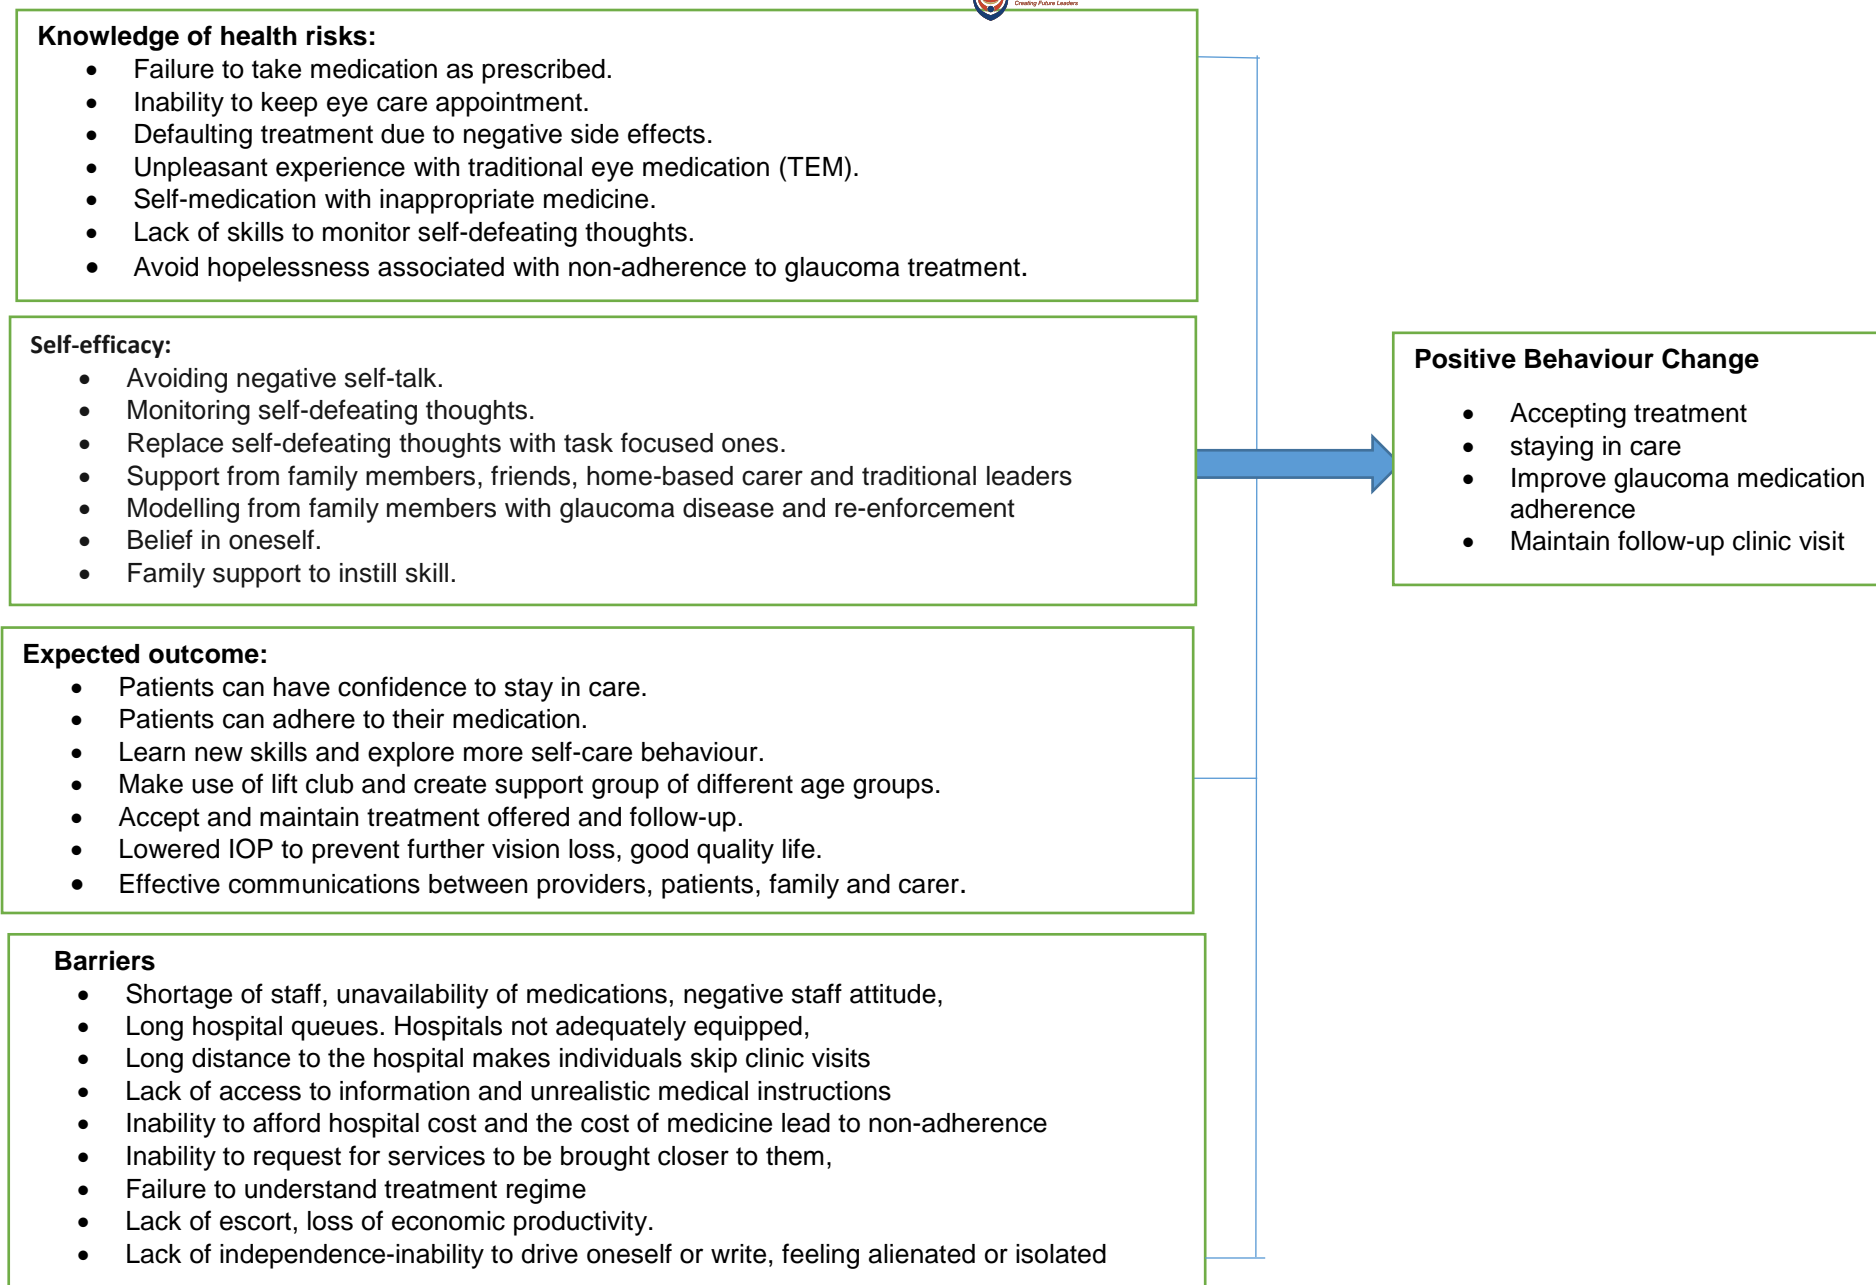 Creating Future Leaders
Knowledge of health risks:
• Failure to take medication as prescribed.
• Inability to keep eye care appointment.
• Defaulting treatment due to negative side effects.
• Unpleasant experience with traditional eye medication (TEM).
• Self-medication with inappropriate medicine.
• Lack of skills to monitor self-defeating thoughts.
• Avoid hopelessness associated with non-adherence to glaucoma treatment.
Self-efficacy:
• Avoiding negative self-talk.
• Monitoring self-defeating thoughts.
• Replace self-defeating thoughts with task focused ones.
• Support from family members, friends, home-based carer and traditional leaders
• Modelling from family members with glaucoma disease and re-enforcement
• Belief in oneself.
• Family support to instill skill.
Expected outcome:
• Patients can have confidence to stay in care.
• Patients can adhere to their medication.
• Learn new skills and explore more self-care behaviour.
• Make use of lift club and create support group of different age groups.
• Accept and maintain treatment offered and follow-up.
• Lowered IOP to prevent further vision loss, good quality life.
• Effective communications between providers, patients, family and carer.
Barriers
• Shortage of staff, unavailability of medications, negative staff attitude,
• Long hospital queues. Hospitals not adequately equipped,
• Long distance to the hospital makes individuals skip clinic visits
• Lack of access to information and unrealistic medical instructions
• Inability to afford hospital cost and the cost of medicine lead to non-adherence
• Inability to request for services to be brought closer to them,
• Failure to understand treatment regime
• Lack of escort, loss of economic productivity.
• Lack of independence-inability to drive oneself or write, feeling alienated or isolated
Positive Behaviour Change
• Accepting treatment
• staying in care
• Improve glaucoma medication
adherence
• Maintain follow-up clinic visit